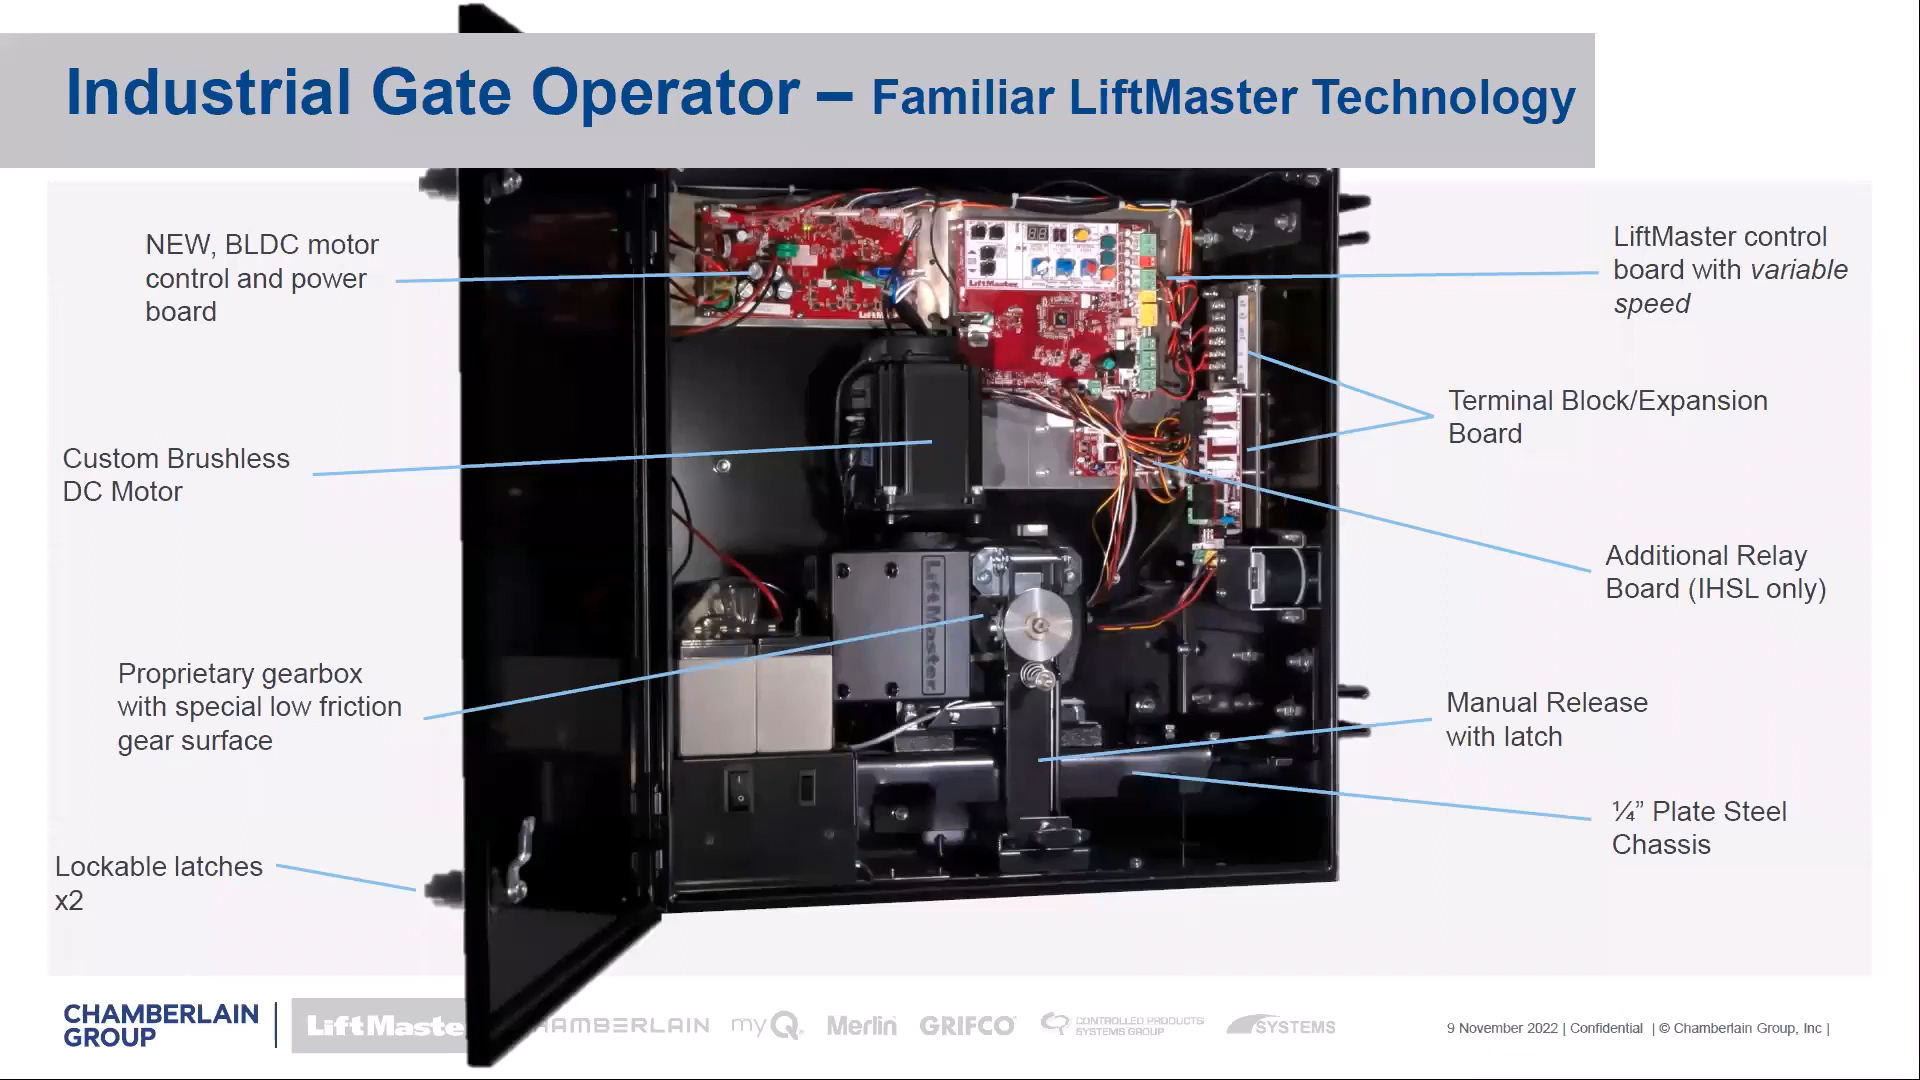 Industrial Gate Operator – Familiar LiftMaster Technology
NEW, BLDC motor
control and power
board
LiftMaster control
board with variable
speed
Terminal Block/Expansion
Board
Custom Brushless
DC Motor
Additional Relay
Board (IHSL only)
Proprietary gearbox
with special low friction
gear surface
Manual Release
with latch
¼” Plate Steel
Chassis
Lockable latches
x2
LiftMaster
LiftMaster
CHAMBERLAIN
GROUP
LiftMaste
HAMBERLAIN
myQ
Merlin
GRIFCO
CONTROLLED PRODUCTS
SYSTEMS GROUP
SYSTEMS
9 November 2022 | Confidential | © Chamberlain Group, Inc |